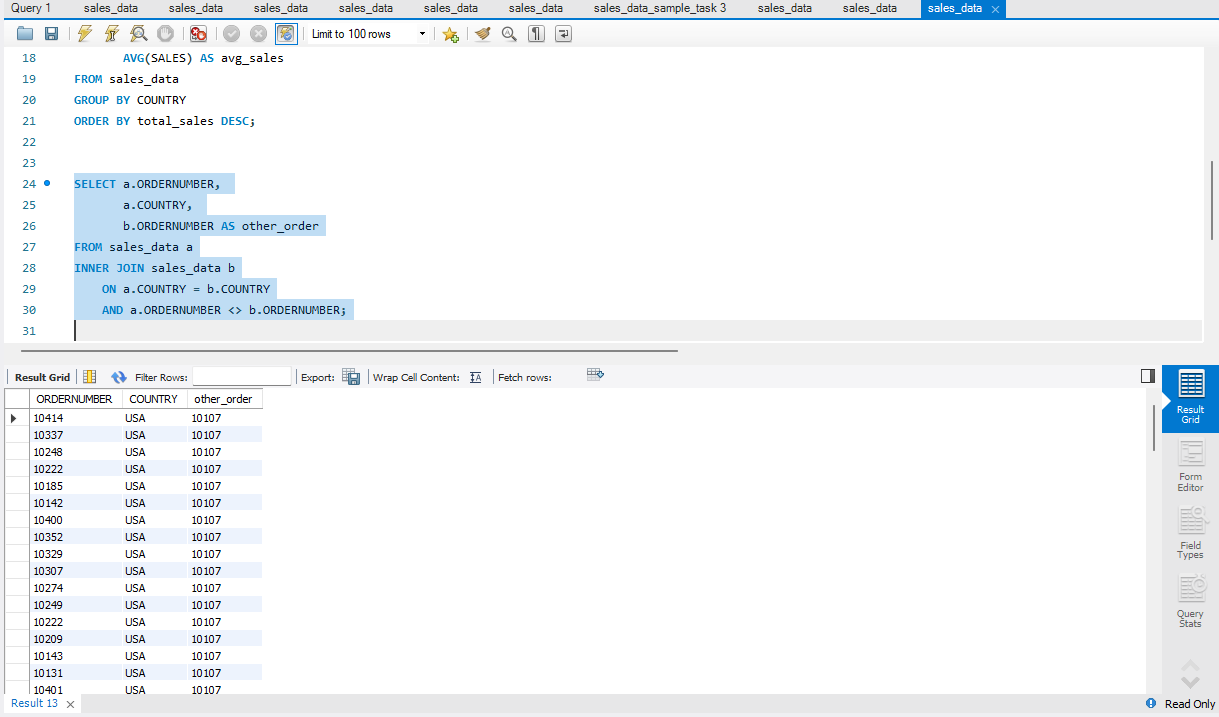 Query 1 sales_data sales_data sales_data sales_data sales_data sales_data sales_data_sample_task 3 sales_data sales_data sales_data
Limit to 100 rows
18 AVG(SALES) AS avg_sales
19 FROM sales_data
20 GROUP BY COUNTRY
21 ORDER BY total_sales DESC;
22
23
24 SELECT a.ORDERNUMBER,
25 a.COUNTRY,
26 b.ORDERNUMBER AS other_order
27 FROM sales_data a
28 INNER JOIN sales_data b
29 ON a.COUNTRY = b.COUNTRY
30 AND a.ORDERNUMBER <> b.ORDERNUMBER;
31
Result Grid Filter Rows: Export: Wrap Cell Content: Fetch rows:
ORDERNUMBER COUNTRY other_order
10414 USA 10107
10337 USA 10107
10248 USA 10107
10222 USA 10107
10185 USA 10107
10142 USA 10107
10400 USA 10107
10352 USA 10107
10329 USA 10107
10307 USA 10107
10274 USA 10107
10249 USA 10107
10222 USA 10107
10209 USA 10107
10143 USA 10107
10131 USA 10107
10401 USA 10107
Result
Grid
Form
Editor
Field
Types
Query
Stats
Result 13 Read Only